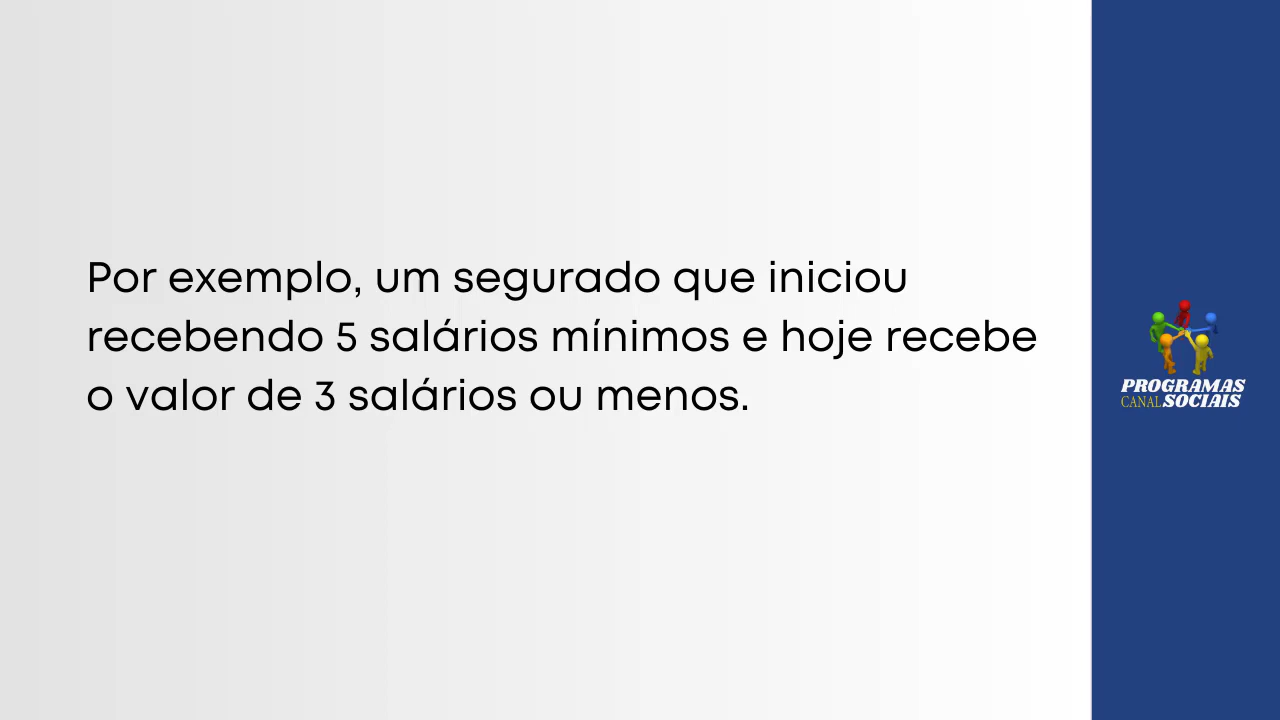 Por exemplo, um segurado que iniciou
recebendo 5 salários mínimos e hoje recebe
o valor de 3 salários ou menos.
PROGRAMAS
CANAL SOCIAIS